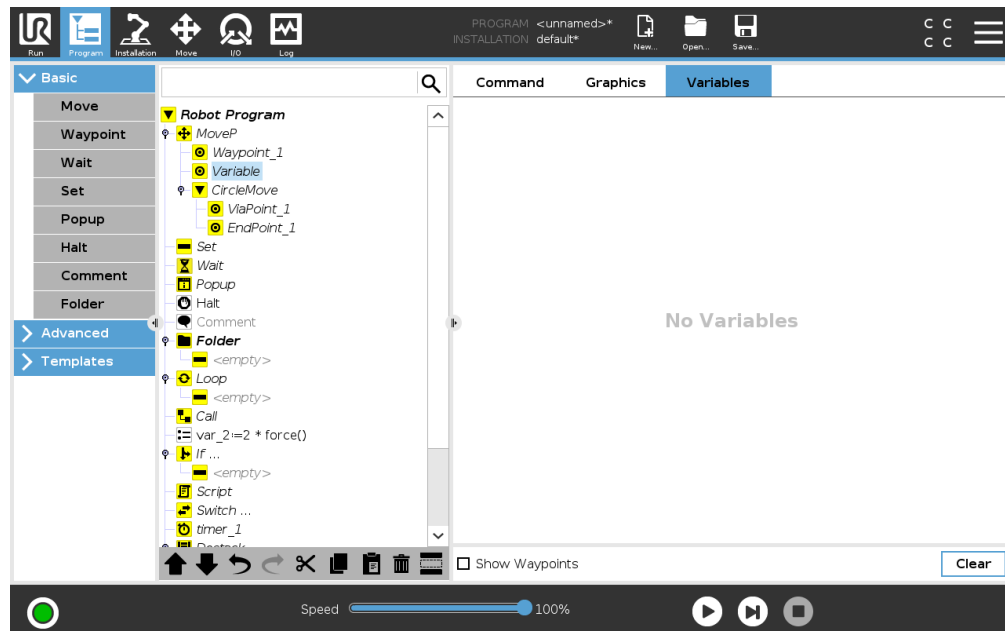 PROGRAM <unnamed>*
INSTALLATION default*
Run Program Installation Move I/O Log New... Open... Save...
C C
C C
Basic
Move
Waypoint
Wait
Set
Popup
Halt
Comment
Folder
Advanced
Templates
Robot Program
MoveP
Waypoint_1
Variable
CircleMove
ViaPoint_1
EndPoint_1
Set
Wait
Popup
Halt
Comment
Folder
<empty>
Loop
<empty>
Call
var_2:=2 * force()
If ...
<empty>
Script
Switch ...
timer_1
Command Graphics Variables
No Variables
Show Waypoints Clear
Speed 100%